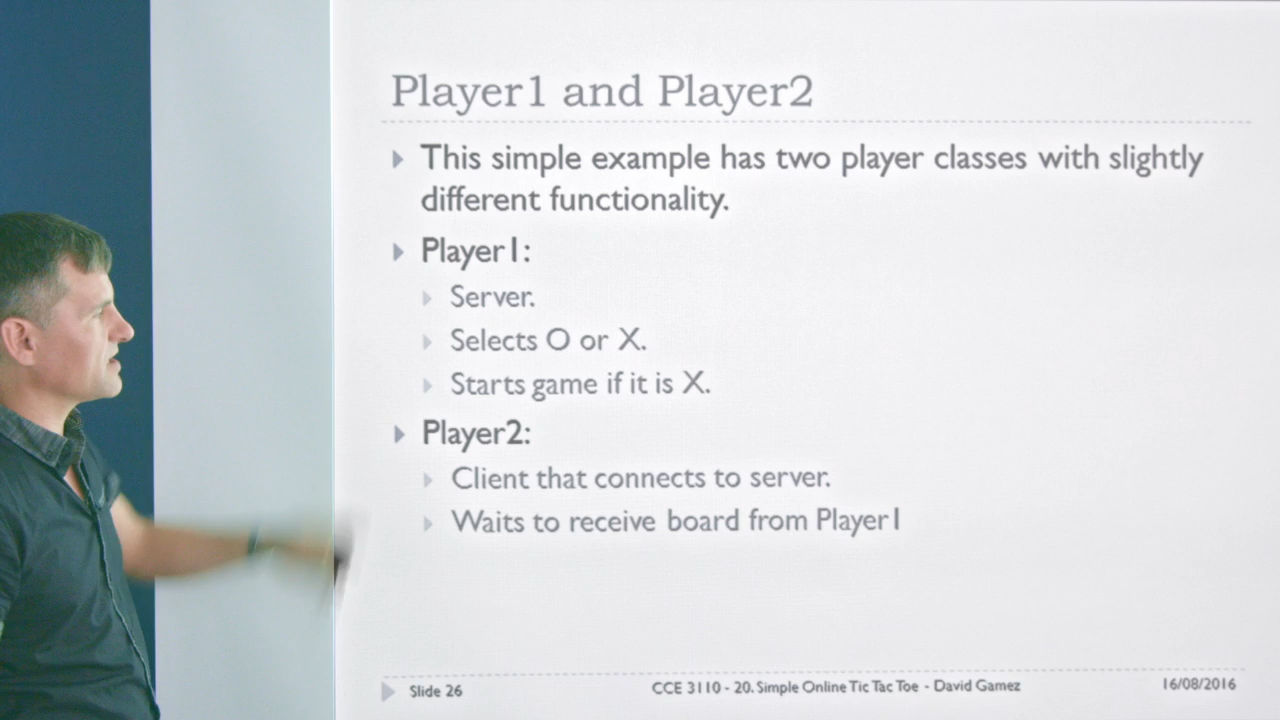 Player1 and Player2
This simple example has two player classes with slightly
different functionality.
Player1:
Server.
Selects O or X.
Starts game if it is X.
Player2:
Client that connects to server.
Waits to receive board from Player1
Slide 26
CCE 3110 - 20. Simple Online Tic Tac Toe - David Gamez
16/08/2016